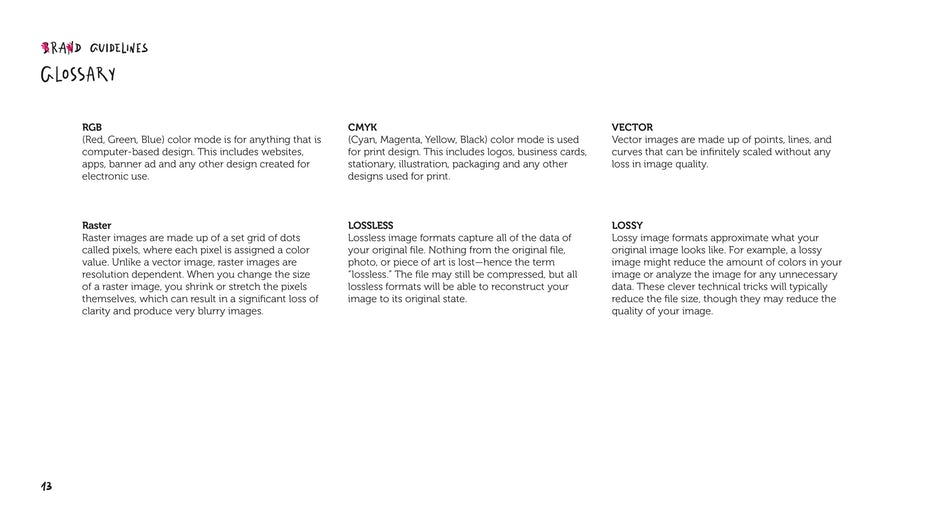 BRAND GUIDELINES
GLOSSARY
RGB
(Red, Green, Blue) color mode is for anything that is
computer-based design. This includes websites,
apps, banner ad and any other design created for
electronic use.
CMYK
(Cyan, Magenta, Yellow, Black) color mode is used
for print design. This includes logos, business cards,
stationary, illustration, packaging and any other
designs used for print.
VECTOR
Vector images are made up of points, lines, and
curves that can be infinitely scaled without any
loss in image quality.
Raster
Raster images are made up of a set grid of dots
called pixels, where each pixel is assigned a color
value. Unlike a vector image, raster images are
resolution dependent. When you change the size
of a raster image, you shrink or stretch the pixels
themselves, which can result in a significant loss of
clarity and produce very blurry images.
LOSSLESS
Lossless image formats capture all of the data of
your original file. Nothing from the original file,
photo, or piece of art is lost—hence the term
“lossless.” The file may still be compressed, but all
lossless formats will be able to reconstruct your
image to its original state.
LOSSY
Lossy image formats approximate what your
original image looks like. For example, a lossy
image might reduce the amount of colors in your
image or analyze the image for any unnecessary
data. These clever technical tricks will typically
reduce the file size, though they may reduce the
quality of your image.
13